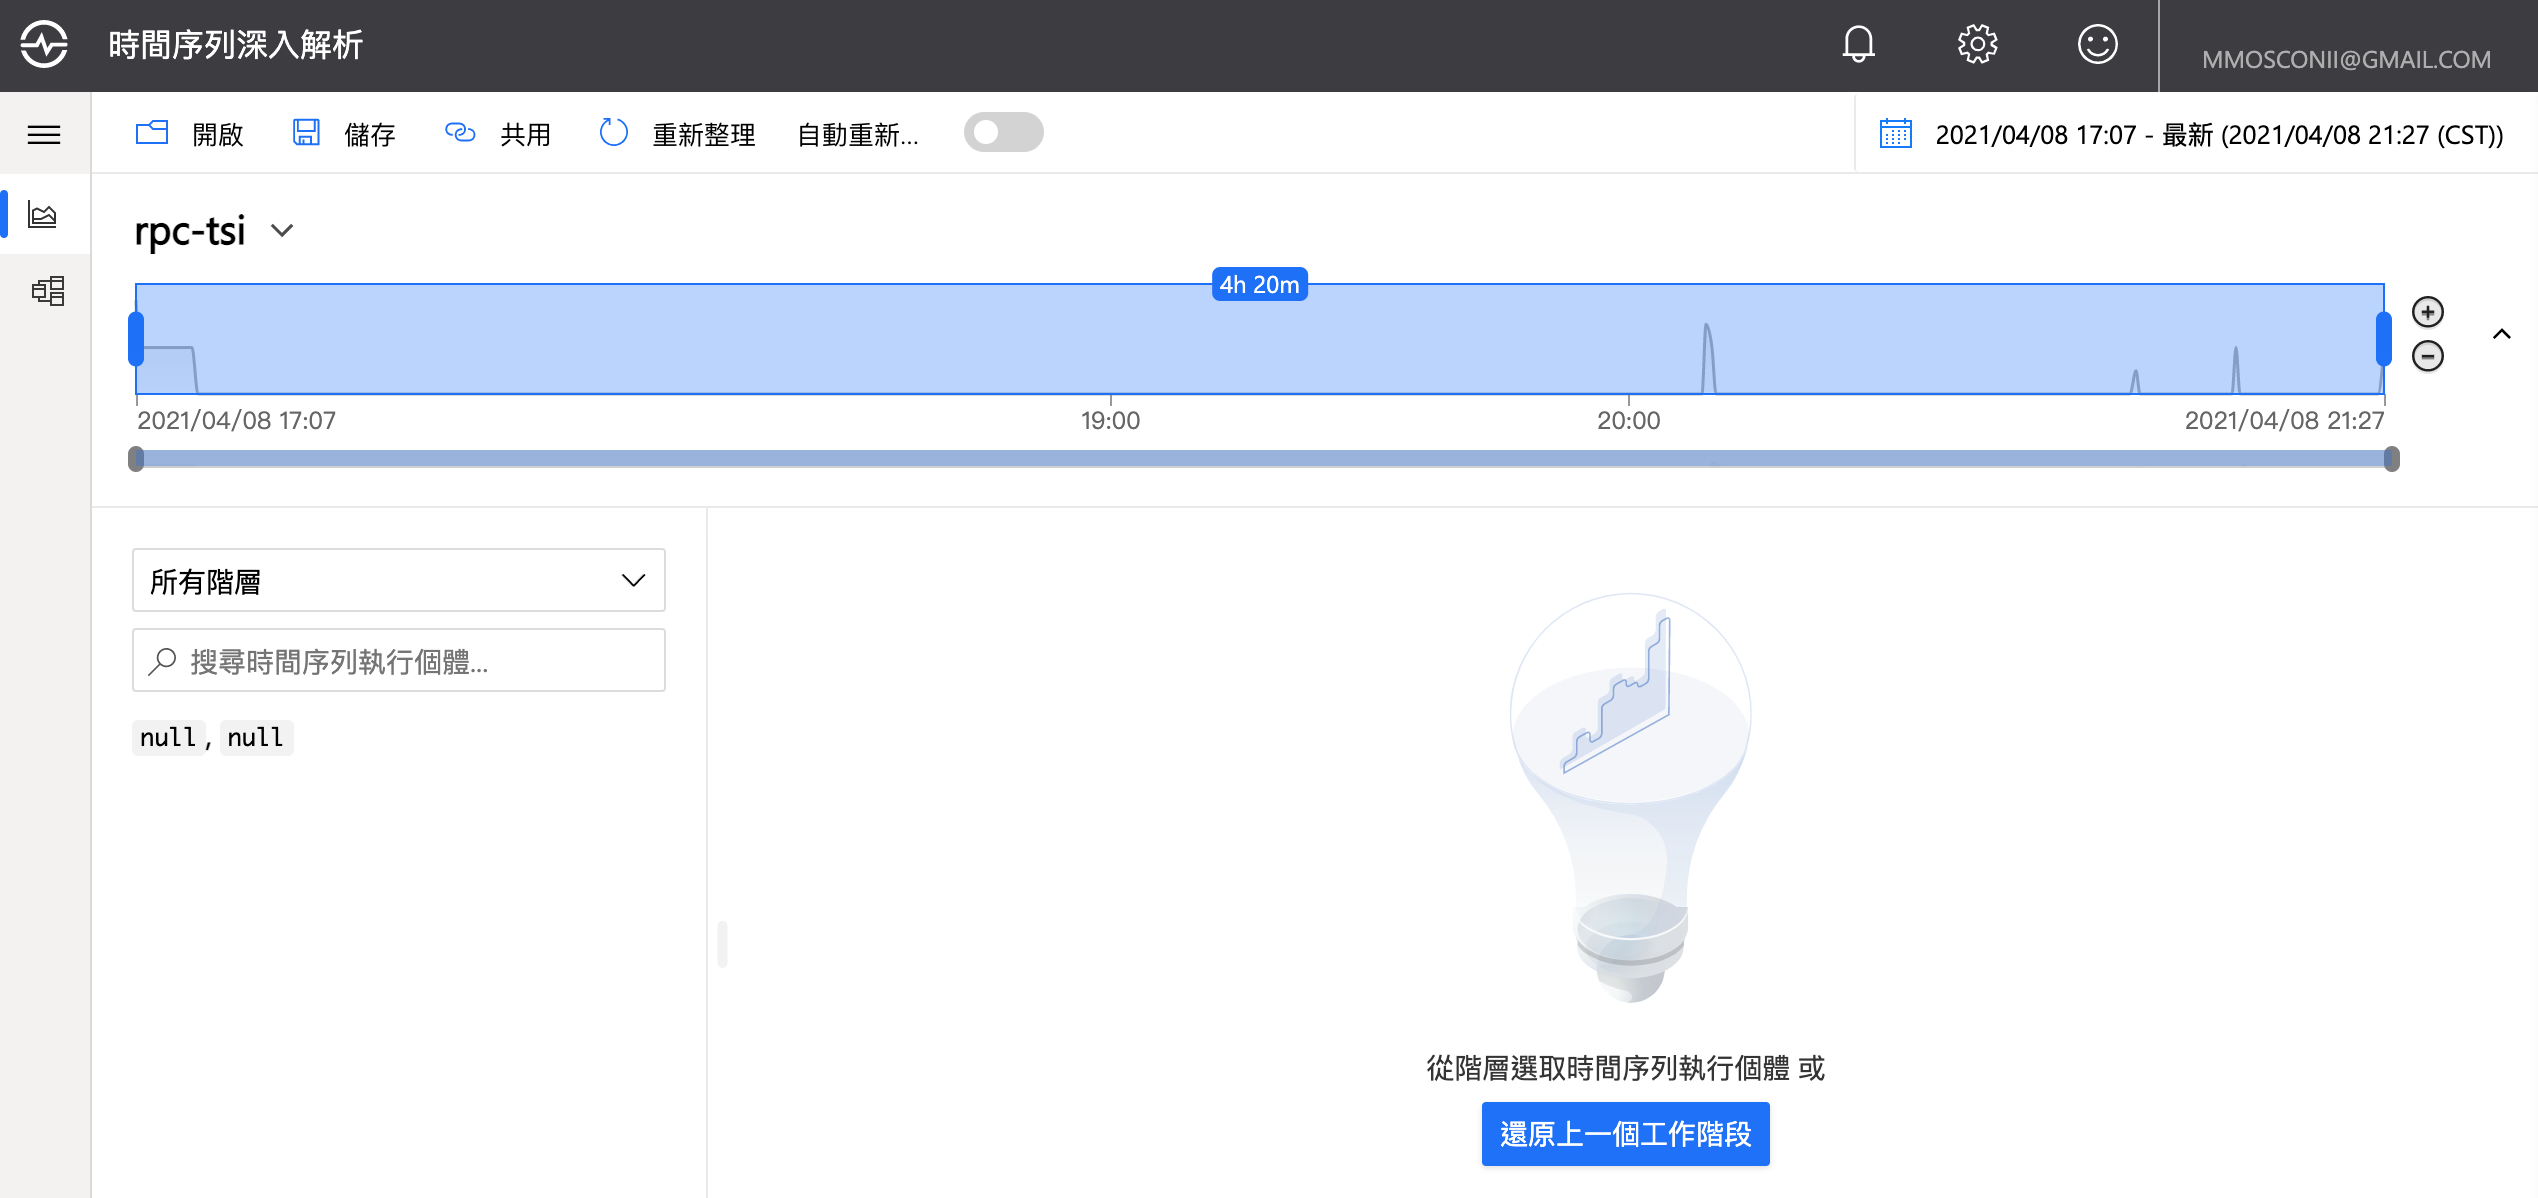 時間序列深入解析
MMOSCONII@GMAIL.COM
開啟 儲存 共用 重新整理 自動重新...
2021/04/08 17:07 - 最新 (2021/04/08 21:27 (CST))
rpc-tsi
4h 20m
2021/04/08 17:07 19:00 20:00 2021/04/08 21:27
所有階層
搜尋時間序列執行個體...
null, null
從階層選取時間序列執行個體 或
還原上一個工作階段